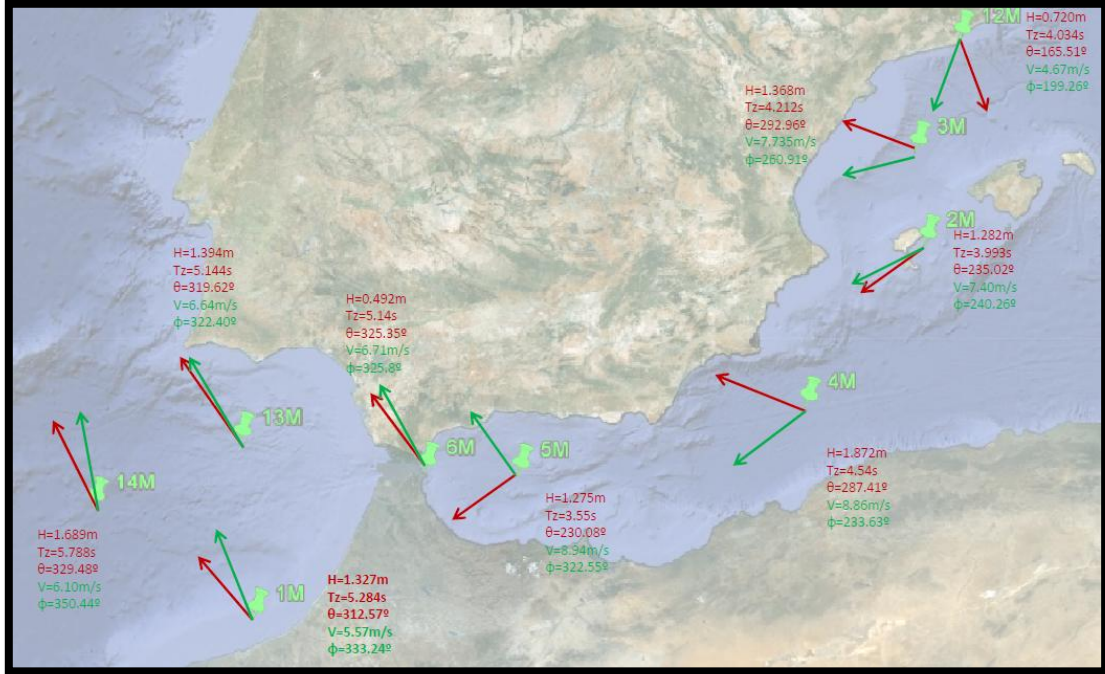 12M
H=0.720m
Tz=4.034s
θ=165.51º
V=4.67m/s
ϕ=199.26º
H=1.368m
Tz=4.212s
θ=292.96º
V=7.735m/s
ϕ=260.91º
3M
2M
H=1.282m
Tz=3.993s
θ=235.02º
V=7.40m/s
ϕ=240.26º
H=1.394m
Tz=5.144s
θ=319.62º
V=6.64m/s
ϕ=322.40º
H=0.492m
Tz=5.14s
θ=325.35º
V=6.71m/s
ϕ=325.8º
4M
13M
6M
5M
14M
H=1.872m
Tz=4.54s
θ=287.41º
V=8.86m/s
ϕ=233.63º
H=1.275m
Tz=3.55s
θ=230.08º
V=8.94m/s
ϕ=322.55º
H=1.689m
Tz=5.788s
θ=329.48º
V=6.10m/s
ϕ=350.44º
1M
H=1.327m
Tz=5.284s
θ=312.57º
V=5.57m/s
ϕ=333.24º